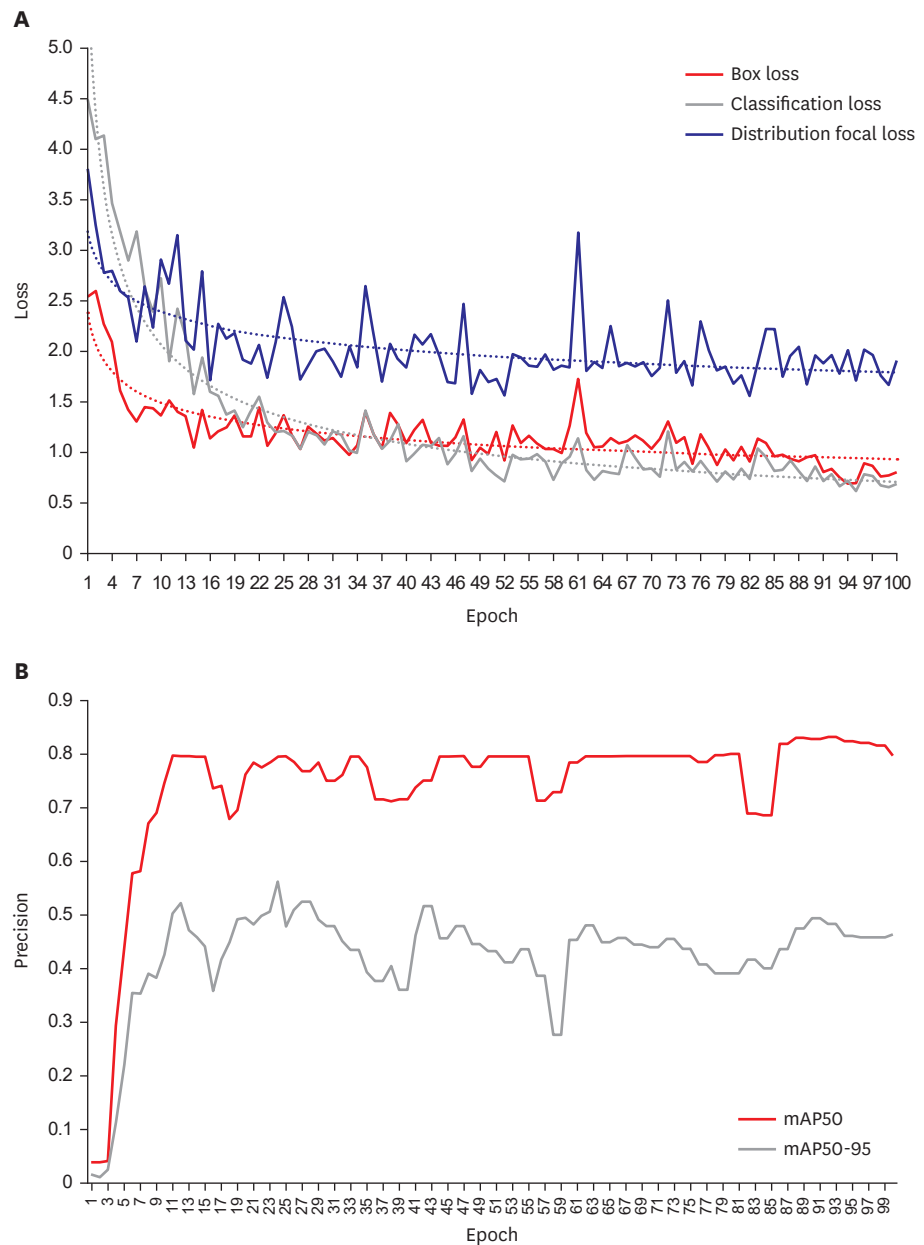 A
5.0
4.5
4.0
3.5
3.0
2.5
2.0
1.5
1.0
0.5
0
Loss
Box loss
Classification loss
Distribution focal loss
1 4 7 10 13 16 19 22 25 28 31 34 37 40 43 46 49 52 55 58 61 64 67 70 73 76 79 82 85 88 91 94 97 100
Epoch
B
0.9
0.8
0.7
0.6
0.5
0.4
0.3
0.2
0.1
0
Precision
mAP50
mAP50-95
1 3 5 7 9 11 13 15 17 19 21 23 25 27 29 31 33 35 37 39 41 43 45 47 49 51 53 55 57 59 61 63 65 67 69 71 73 75 77 79 81 83 85 87 89 91 93 95 97 99
Epoch